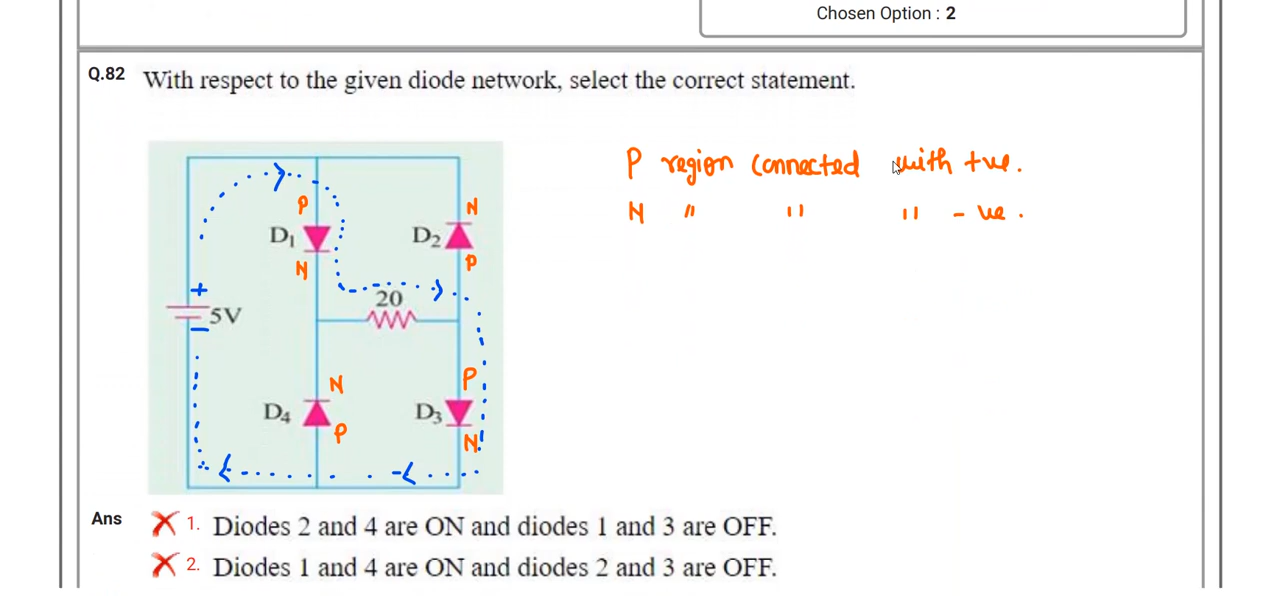 Chosen Option : 2
Q.82 With respect to the given diode network, select the correct statement.
P region connected with +ve.
N " " " - ve .
P
N
D1
D2
N
P
+
20
5V
−
N
P
D4
D3
P
N
Ans 1. Diodes 2 and 4 are ON and diodes 1 and 3 are OFF.
2. Diodes 1 and 4 are ON and diodes 2 and 3 are OFF.